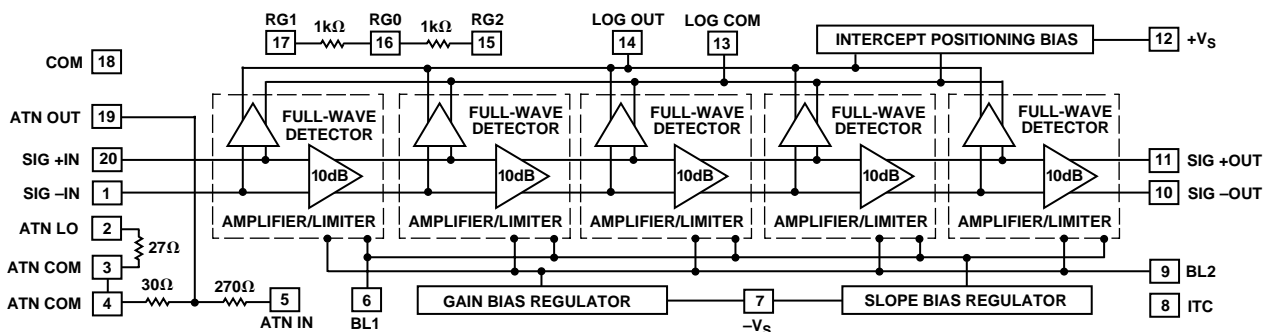 RG1 1kΩ RG0 1kΩ RG2 LOG OUT LOG COM
17 16 15 14 13 INTERCEPT POSITIONING BIAS 12 +VS
COM 18
ATN OUT 19
FULL-WAVE DETECTOR FULL-WAVE DETECTOR FULL-WAVE DETECTOR FULL-WAVE DETECTOR FULL-WAVE DETECTOR
SIG +IN 20 11 SIG +OUT
10dB 10dB 10dB 10dB 10dB
SIG –IN 1 10 SIG –OUT
AMPLIFIER/LIMITER AMPLIFIER/LIMITER AMPLIFIER/LIMITER AMPLIFIER/LIMITER AMPLIFIER/LIMITER
ATN LO 2
27Ω
ATN COM 3 9 BL2
30Ω 270Ω
ATN COM 4 5 6 GAIN BIAS REGULATOR 7 SLOPE BIAS REGULATOR 8 ITC
ATN IN BL1 –VS